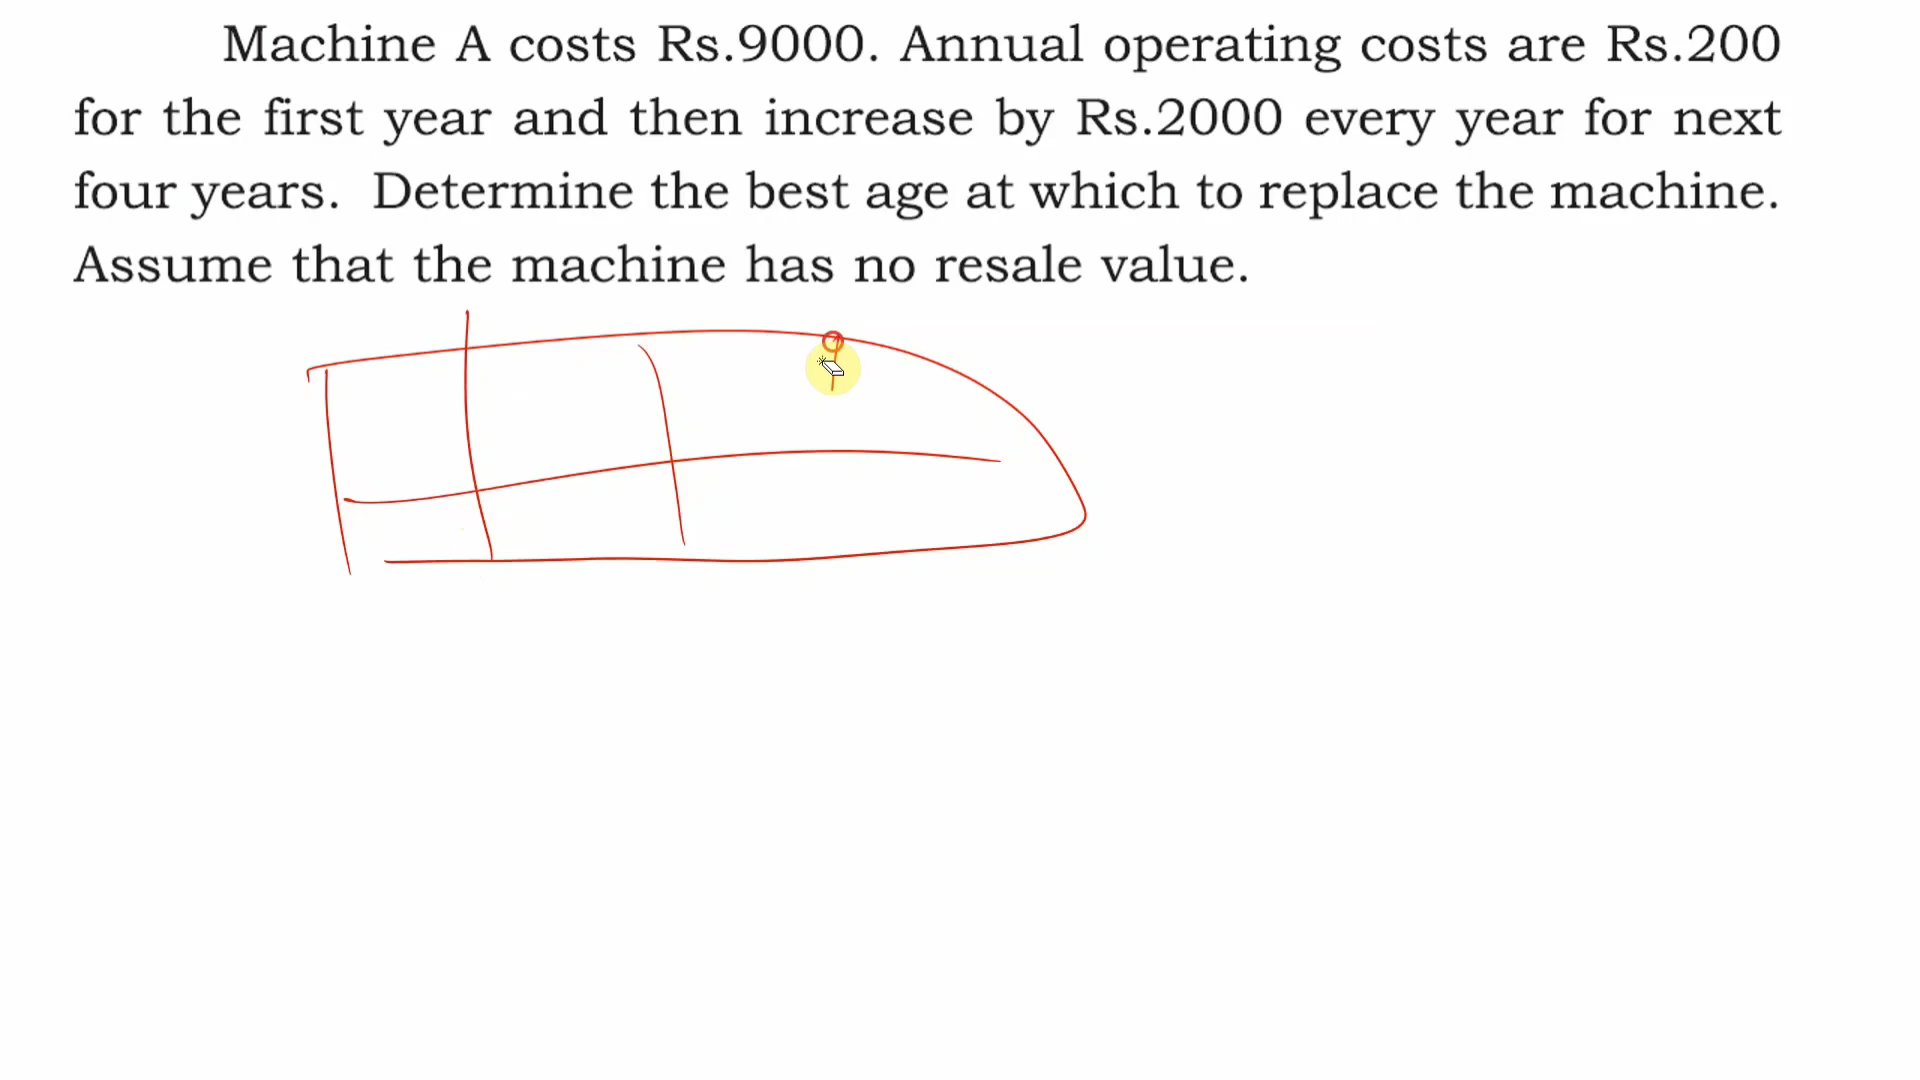 Machine A costs Rs.9000. Annual operating costs are Rs.200
for the first year and then increase by Rs.2000 every year for next
four years. Determine the best age at which to replace the machine.
Assume that the machine has no resale value.